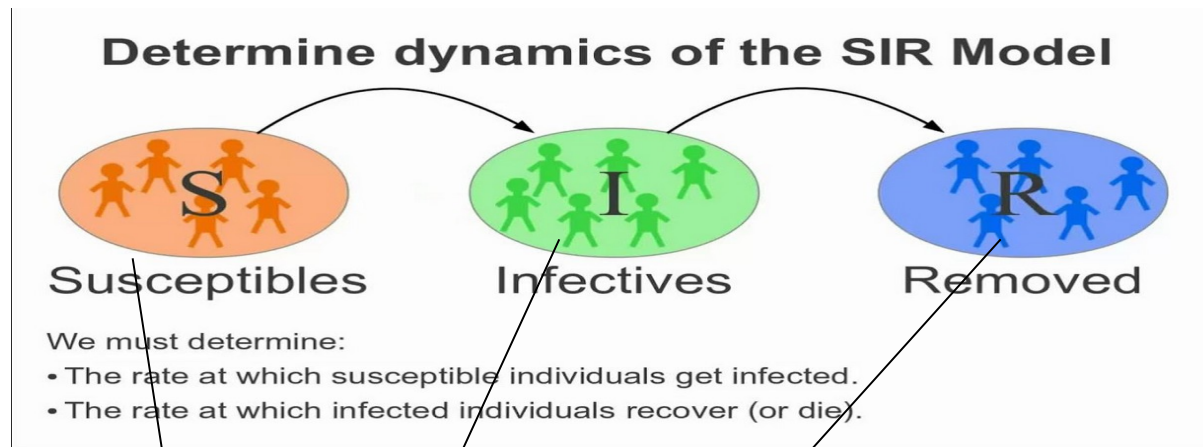 Determine dynamics of the SIR Model
S I R
Susceptibles Infectives Removed
We must determine:
• The rate at which susceptible individuals get infected.
• The rate at which infected individuals recover (or die).